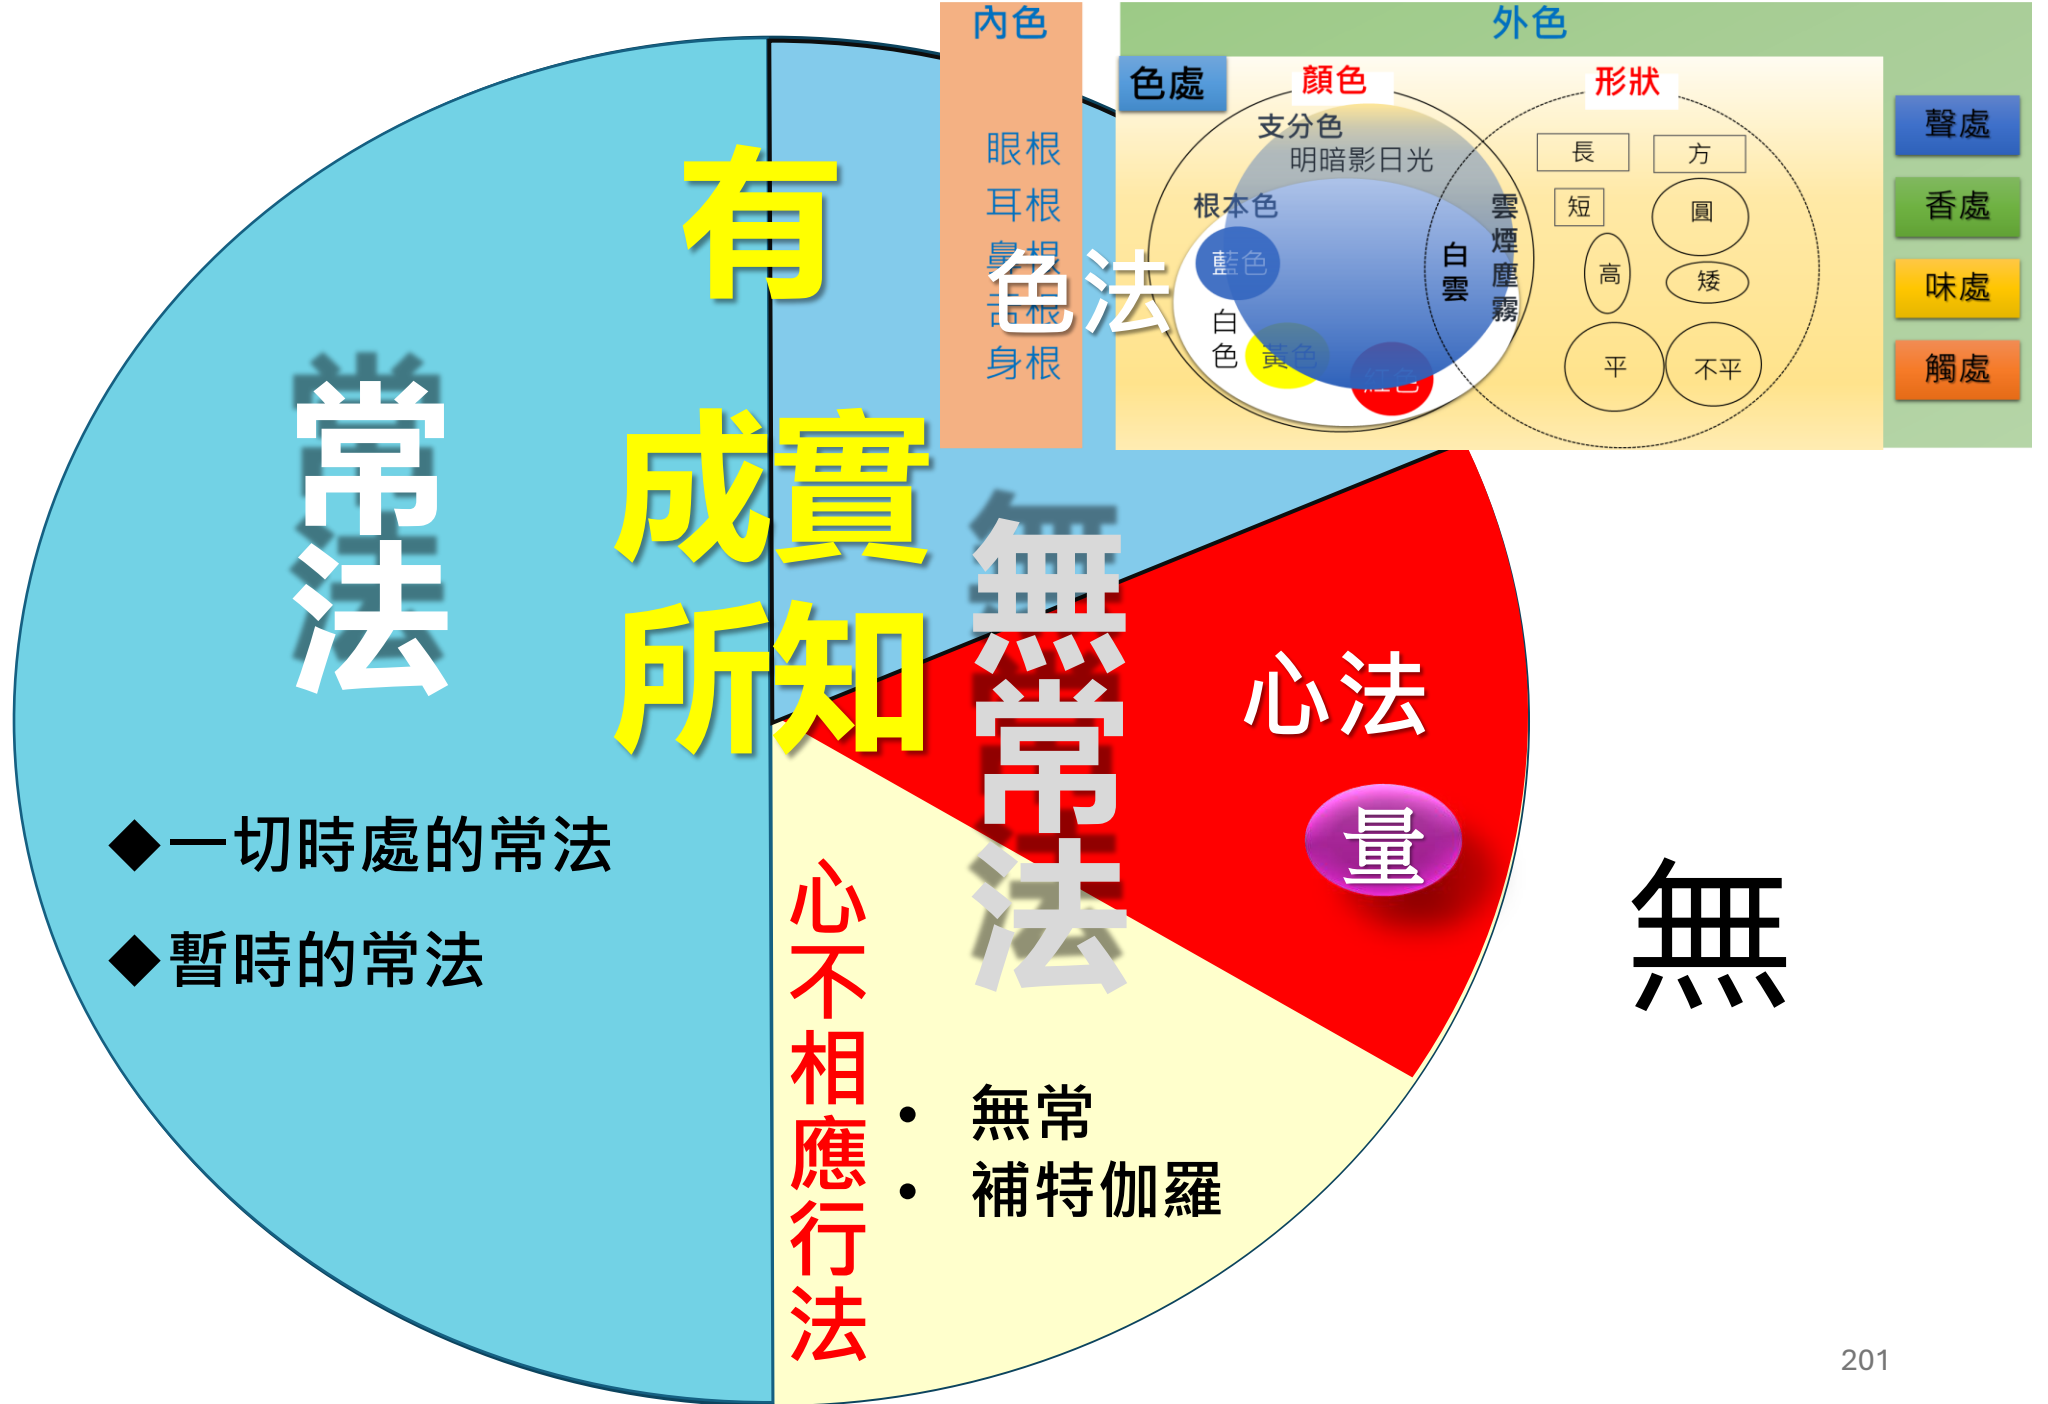 內色
眼根
耳根
鼻根
舌根
身根
外色
色處
顏色
形狀
支分色
明暗影日光
根本色
藍色
白色
黃色
紅色
白雲
雲煙塵霧
長
方
短
圓
高
矮
平
不平
聲處
香處
味處
觸處
色法
有
成實
所知
常法
無常法
心法
量
◆一切時處的常法
◆暫時的常法
心不相應行法
• 無常
• 補特伽羅
無
201